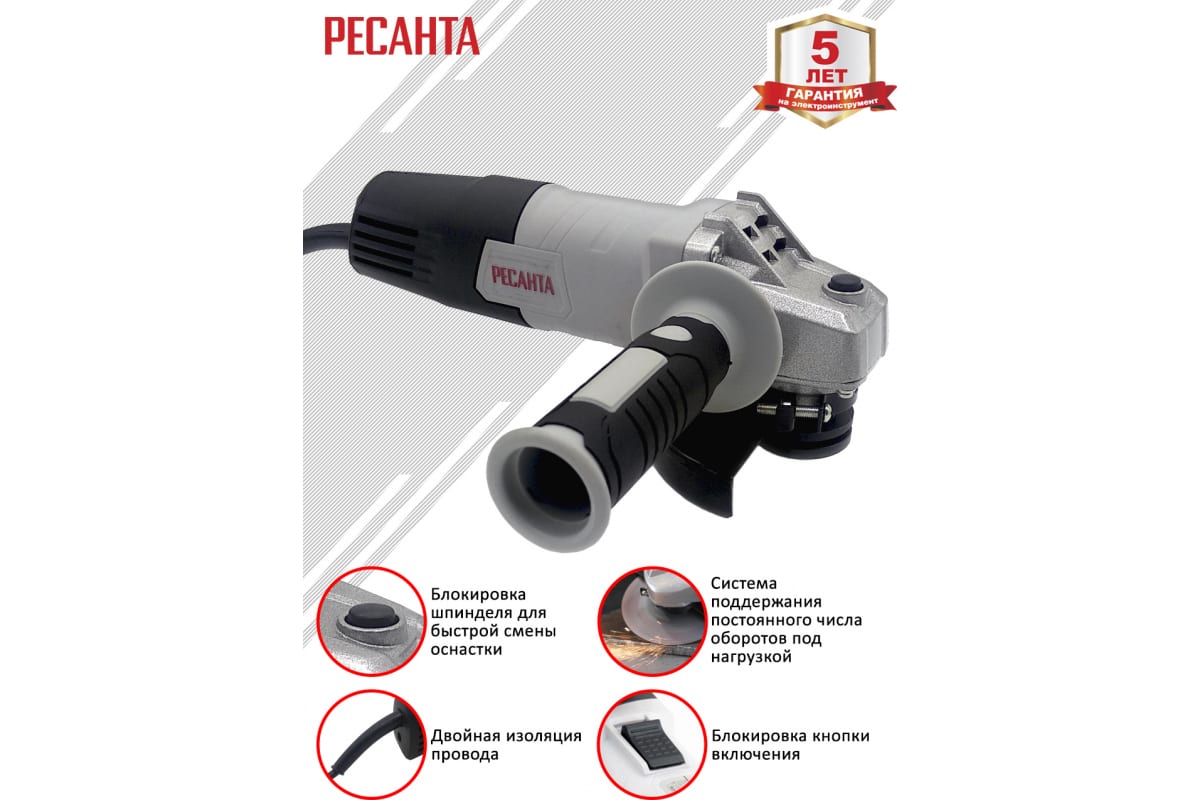 РЕСАНТА
5
ЛЕТ
ГАРАНТИЯ
на электроинструмент
РЕСАНТА
Блокировка
шпинделя для
быстрой смены
оснастки
Система
поддержания
постоянного числа
оборотов под
нагрузкой
Двойная изоляция
провода
Блокировка кнопки
включения